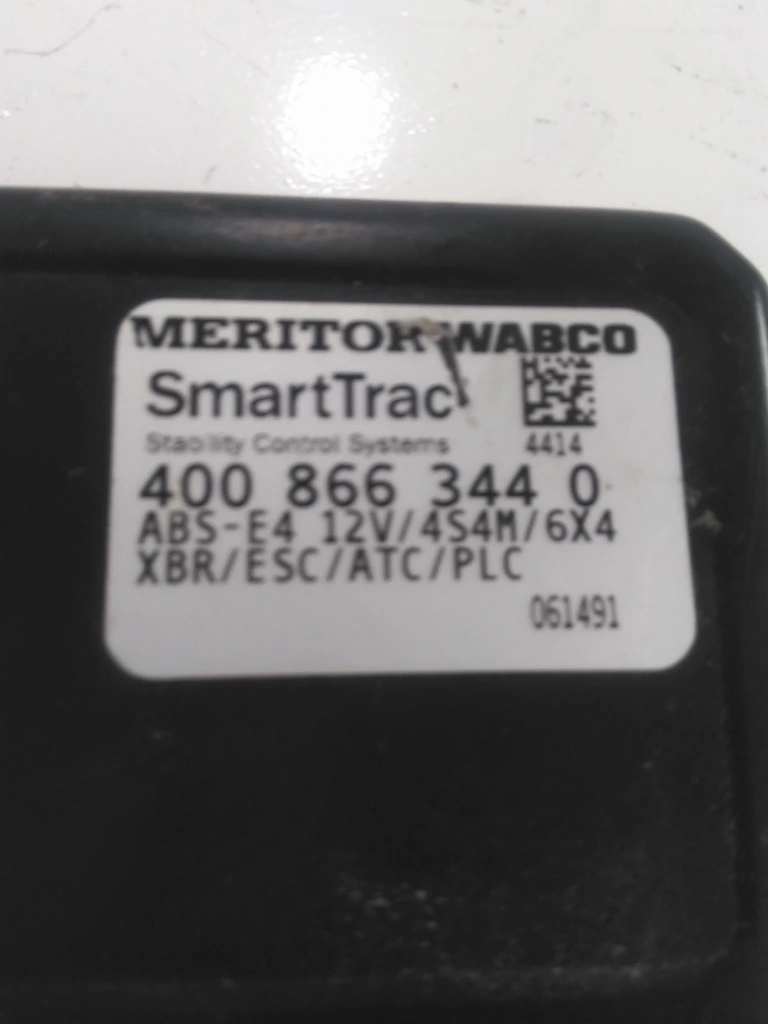 MERITOR WABCO
SmartTrac
Stability Control Systems
4414
400 866 344 0
ABS-E4 12V/4S4M/6X4
XBR/ESC/ATC/PLC
061491